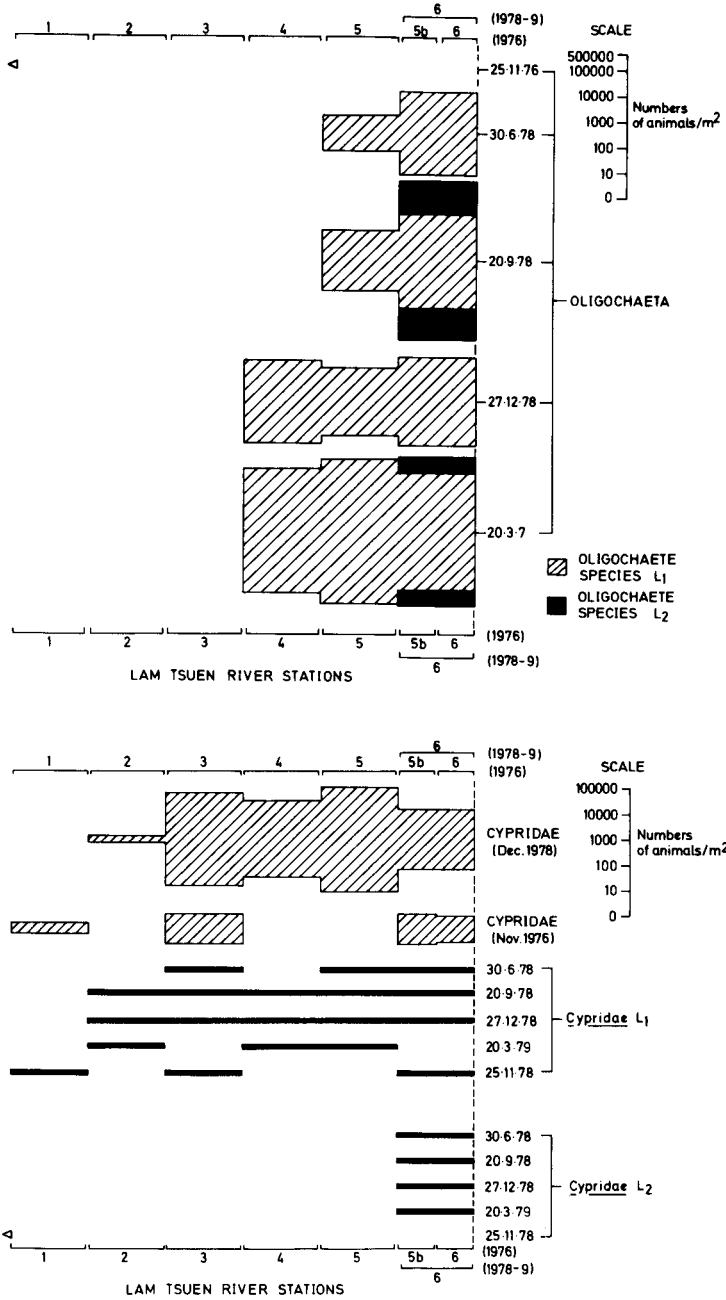 6
(1978-9)
1 2 3 4 5 5b 6
(1976)
SCALE
25·11·76
500000
100000
10000
1000
100
10
0
Numbers
of animals/m²
30·6·78
20·9·78
OLIGOCHAETA
27·12·78
20·3·7
OLIGOCHAETE
SPECIES L1
OLIGOCHAETE
SPECIES L2
1 2 3 4 5 5b 6
(1976)
6
(1978-9)
LAM TSUEN RIVER STATIONS
6
(1978-9)
1 2 3 4 5 5b 6
(1976)
SCALE
100000
10000
1000
100
10
0
Numbers
of animals/m²
CYPRIDAE
(Dec. 1978)
CYPRIDAE
(Nov. 1976)
30·6·78
20·9·78
27·12·78
Cypridae L1
20·3·79
25·11·78
30·6·78
20·9·78
27·12·78
Cypridae L2
20·3·79
25·11·78
1 2 3 4 5 5b 6
(1976)
6
(1978-9)
LAM TSUEN RIVER STATIONS